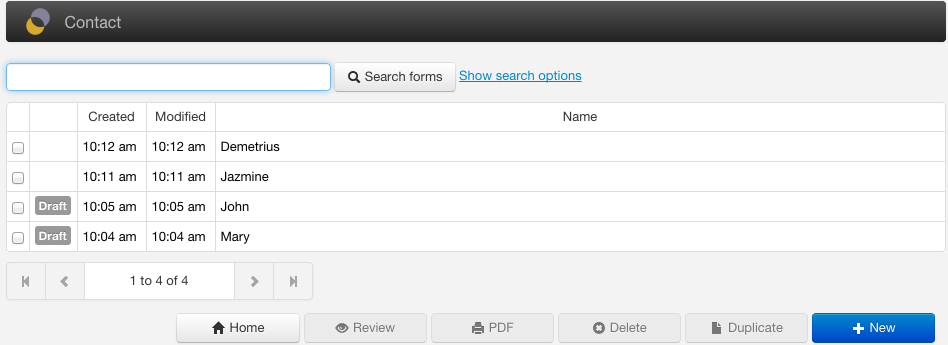 Contact
Search forms Show search options
Created Modified Name
10:12 am 10:12 am Demetrius
10:11 am 10:11 am Jazmine
Draft 10:05 am 10:05 am John
Draft 10:04 am 10:04 am Mary
1 to 4 of 4
Home Review PDF Delete Duplicate New